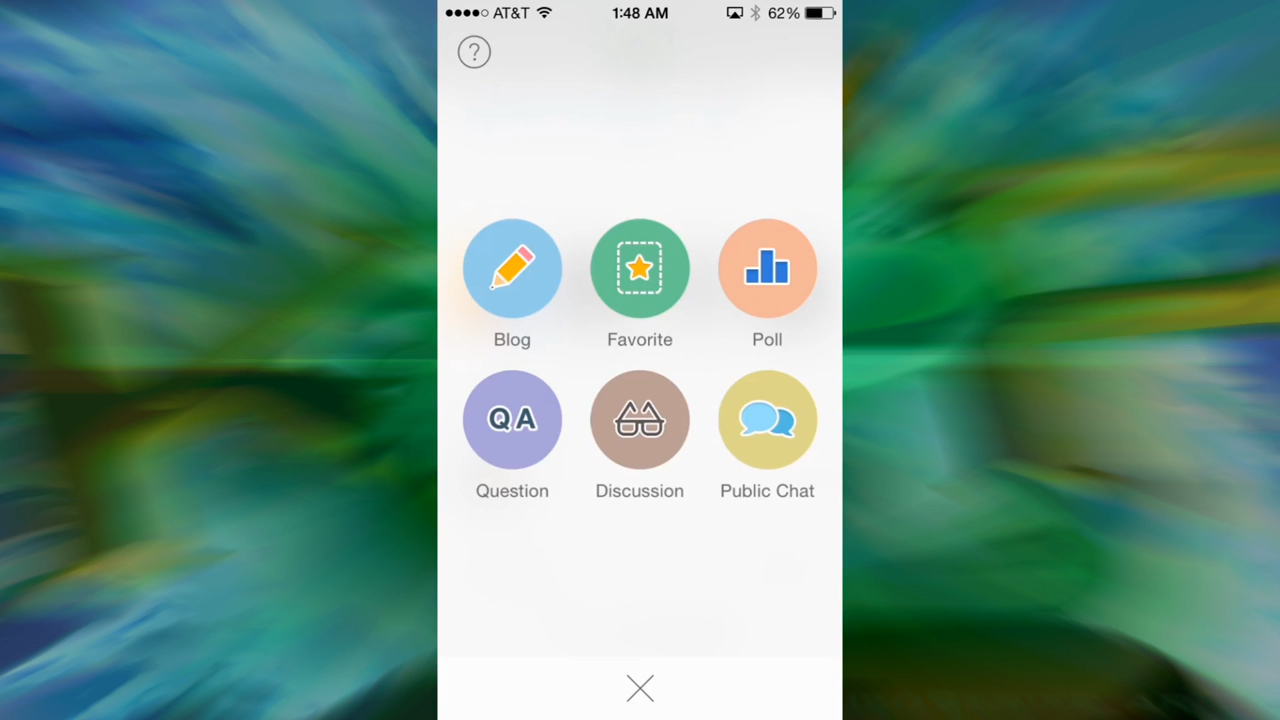 AT&T 1:48 AM 62%
?
Blog Favorite Poll
QA
Question Discussion Public Chat